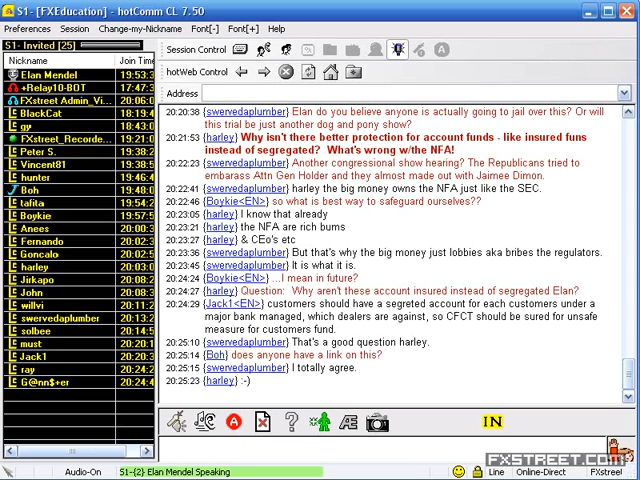 S1- [FXEducation] - hotComm CL 7.50
Preferences Session Change-my-Nickname Font[-] Font[+] Help
S1- Invited [25]
Session Control
hotWeb Control
Address
Nickname
Elan Mendel 19:53:3
+Relay10-BOT 17:47:3
FXstreet Admin_Vi... 20:06:0
BlackCat 18:19:4
gy 18:43:2
FXstreet_Recorde... 19:21:0
Peter S. 19:27:2
Vincent81 19:37:3
hunter 19:46:4
Boh 19:48:0
tafita 19:54:2
Boykie 19:57:5
Anees 20:00:0
Fernando 20:00:2
Goncalo 20:02:3
harley 20:03:0
Jirkapo 20:08:2
John 20:09:3
willvi 20:11:2
swervedaplumber 20:13:2
solbee 20:14:5
must 20:20:1
Jack1 20:20:1
ray 20:24:2
G@nn$+er 20:24:4
20:20:38 {swervedaplumber} Elan do you believe anyone is actually going to jail over this? Or will
this trial be just another dog and pony show?
20:21:53 {harley} Why isn't there better protection for account funds - like insured funs
instead of segregated? What's wrong w/the NFA!
20:22:23 {swervedaplumber} Another congressional show hearing? The Republicans tried to
embarass Attn Gen Holder and they almost made out with Jaimee Dimon.
20:22:41 {swervedaplumber} harley the big money owns the NFA just like the SEC.
20:22:46 {Boykie<EN>} so what is best way to safeguard ourselves??
20:23:05 {harley} I know that already
20:23:21 {harley} the NFA are rich bums
20:23:27 {harley} & CEO's etc
20:23:36 {swervedaplumber} But that's why the big money just lobbies aka bribes the regulators.
20:23:45 {swervedaplumber} It is what it is.
20:24:24 {Boykie<EN>} ...I mean in future?
20:24:27 {harley} Question: Why aren't these account insured instead of segregated Elan?
20:24:29 {Jack1<EN>} customers should have a segreted account for each customers under a
major bank managed, which dealers are against, so CFCT should be sured for unsafe
measure for customers fund.
20:25:10 {swervedaplumber} That's a good question harley.
20:25:14 {Boh} does anyone have a link on this?
20:25:18 {swervedaplumber} I totally agree.
20:25:23 {harley} :-)
IN
FXSTREET.COM
Audio-On S1-{2} Elan Mendel Speaking Online-Direct FXstreet